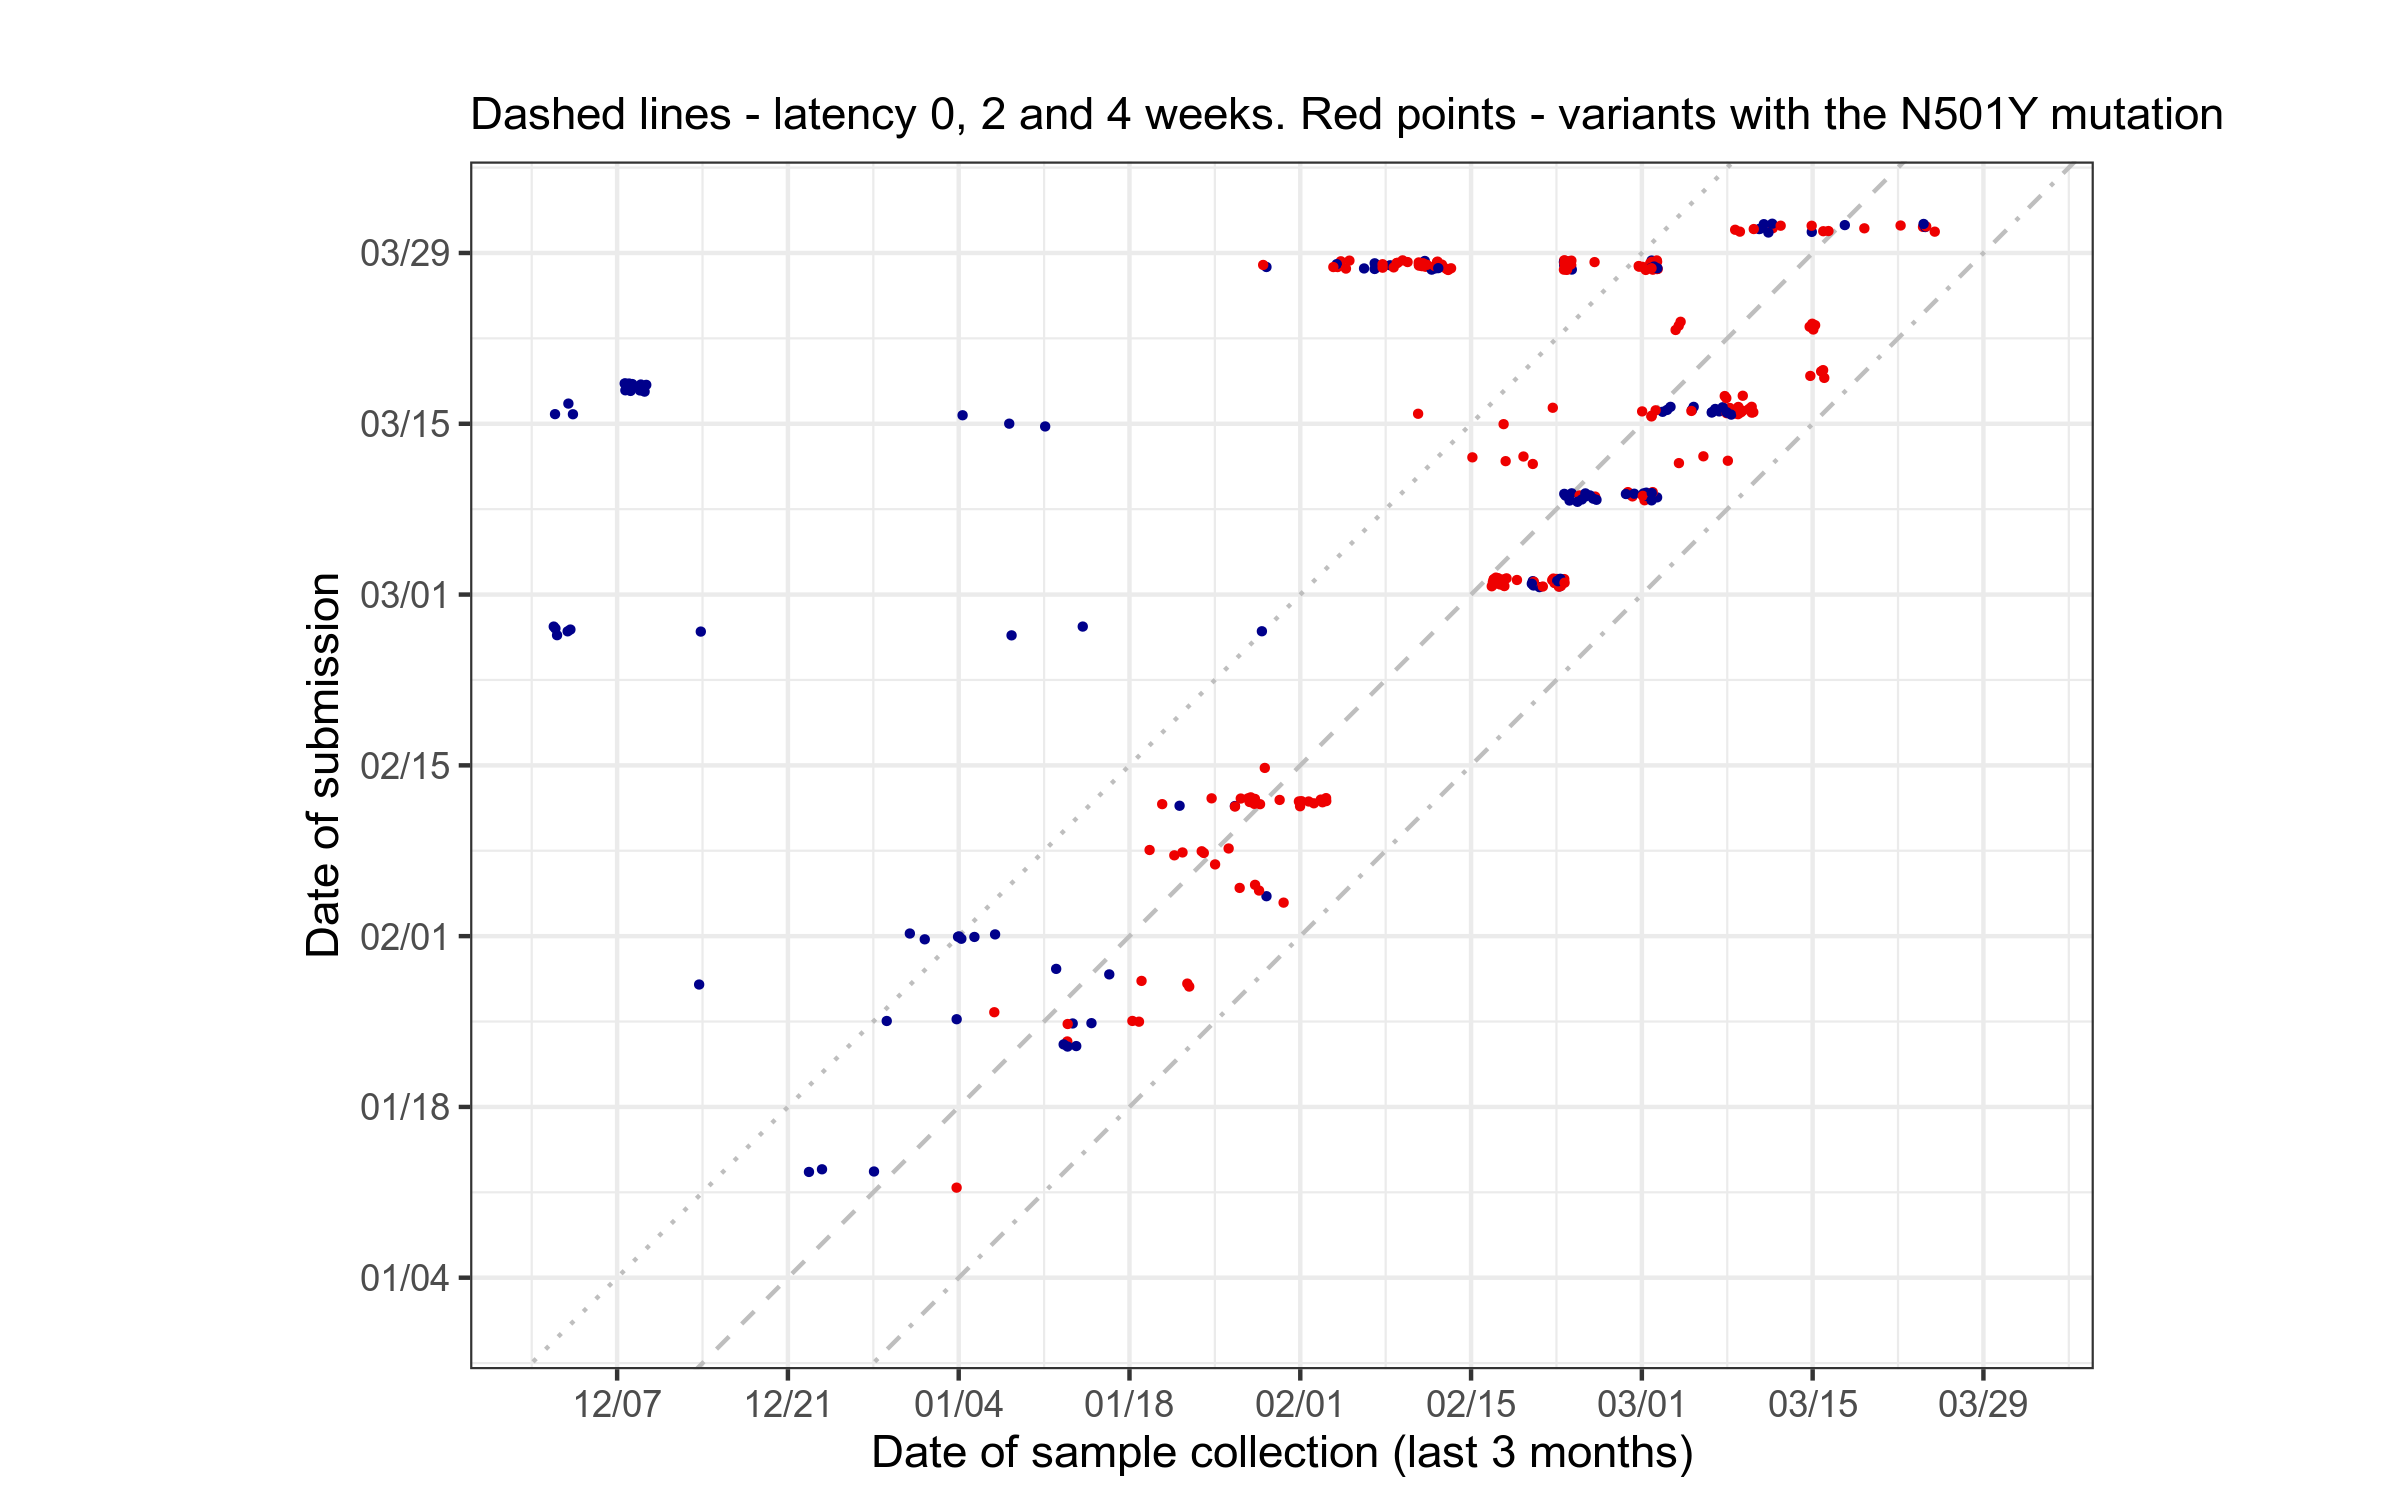 Dashed lines - latency 0, 2 and 4 weeks. Red points - variants with the N501Y mutation
Date of submission
03/29
03/15
03/01
02/15
02/01
01/18
01/04
12/07 12/21 01/04 01/18 02/01 02/15 03/01 03/15 03/29
Date of sample collection (last 3 months)